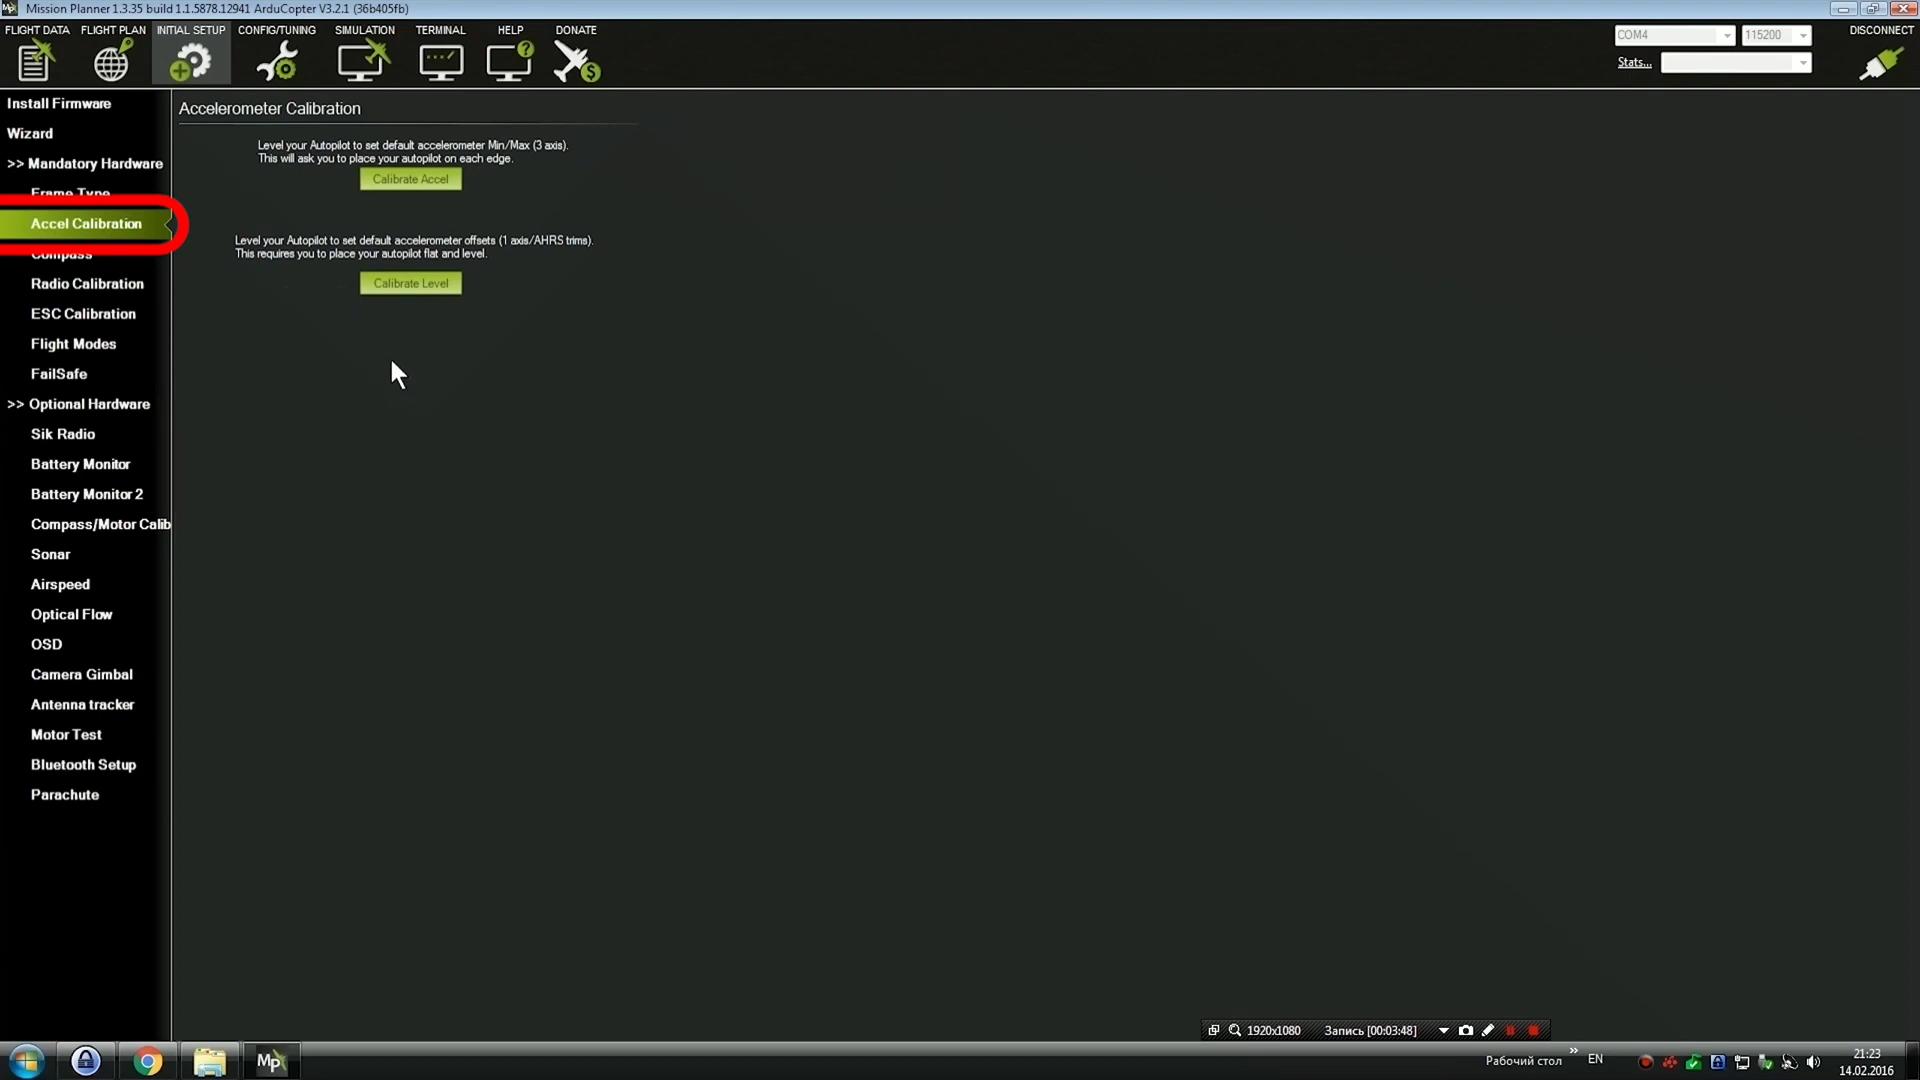 Mission Planner 1.3.35 build 1.1.5878.12941 ArduCopter V3.2.1 (36b405fb)
FLIGHT DATA FLIGHT PLAN INITIAL SETUP CONFIG/TUNING SIMULATION TERMINAL HELP DONATE
COM4 115200 DISCONNECT
Stats...
Install Firmware
Wizard
>> Mandatory Hardware
Frame Type
Accel Calibration
Compass
Radio Calibration
ESC Calibration
Flight Modes
FailSafe
>> Optional Hardware
Sik Radio
Battery Monitor
Battery Monitor 2
Compass/Motor Calib
Sonar
Airspeed
Optical Flow
OSD
Camera Gimbal
Antenna tracker
Motor Test
Bluetooth Setup
Parachute
Accelerometer Calibration
Level your Autopilot to set default accelerometer Min/Max (3 axis).
This will ask you to place your autopilot on each edge.
Calibrate Accel
Level your Autopilot to set default accelerometer offsets (1 axis/AHRS trims).
This requires you to place your autopilot flat and level.
Calibrate Level
1920x1080 Запись [00:03:48]
Mp
Рабочий стол » EN
21:23
14.02.2016